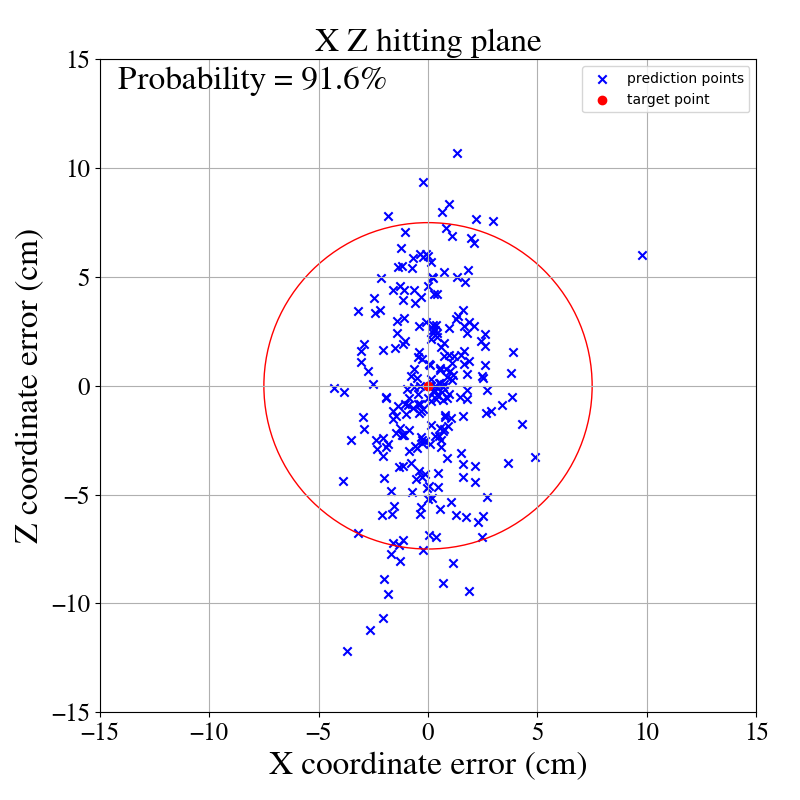 X Z hitting plane
Probability = 91.6%
prediction points
target point
15
10
5
0
−5
−10
−15
Z coordinate error (cm)
−15 −10 −5 0 5 10 15
X coordinate error (cm)